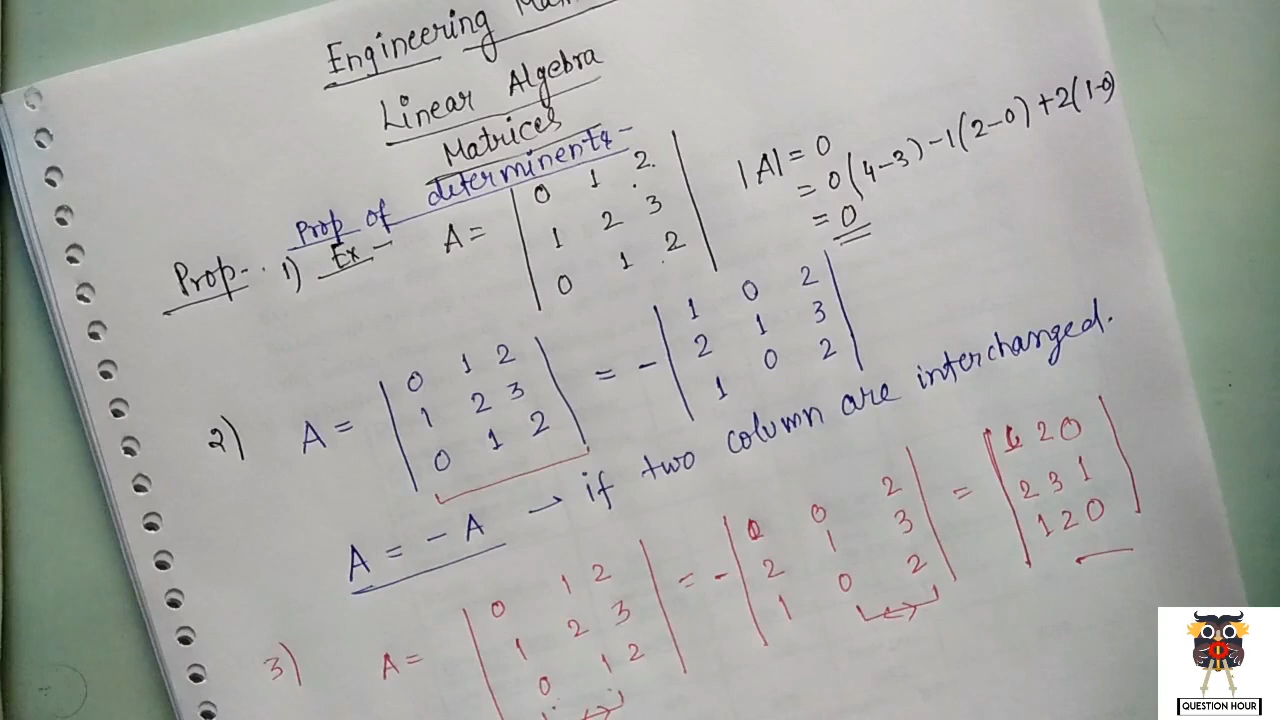 Engineering
Linear Algebra
Matrices
Prop of determinents-
Prop- 1) Ex- A = | 0 1 2 |
| 1 2 3 |
| 0 1 2 |
|A| = 0
= 0(4-3)-1(2-0)+2(1-0)
= 0
2) A = | 0 1 2 | = - | 1 0 2 |
| 1 2 3 | | 2 1 3 |
| 0 1 2 | | 1 0 2 |
A = - A → if two column are interchanged.
3) A = | 0 1 2 | = - | 0 2 | = | 2 0 |
| 1 2 3 | | 2 1 3 | | 2 3 1 |
| 0 1 2 | | 1 0 2 | | 1 2 0 |
QUESTION HOUR